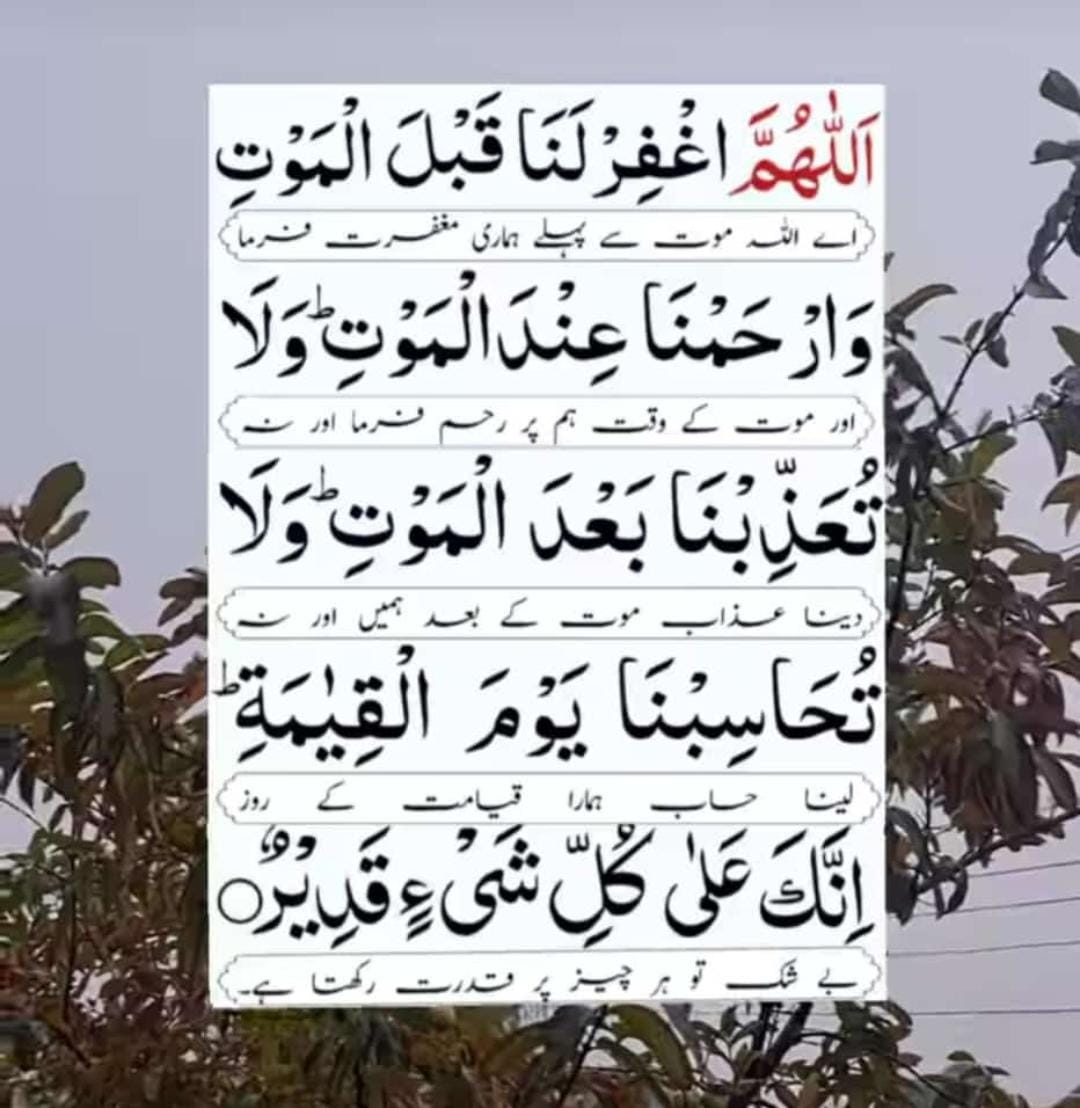 اَللّٰهُمَّ اغْفِرْ لَنَا قَبْلَ الْمَوْتِ
اے اللہ موت سے پہلے ہماری مغفرت فرما
وَارْحَمْنَا عِنْدَ الْمَوْتِ ؕ وَلَا
اور موت کے وقت ہم پر رحم فرما اور نہ
تُعَذِّبْنَا بَعْدَ الْمَوْتِ ؕ وَلَا
دینا عذاب موت کے بعد ہمیں اور نہ
تُحَاسِبْنَا يَوْمَ الْقِيٰمَةِ ؕ
لینا حساب ہمارا قیامت کے روز
اِنَّكَ عَلٰى كُلِّ شَىْءٍ قَدِيْرٌ ○
بے شک تو ہر چیز پر قدرت رکھتا ہے۔